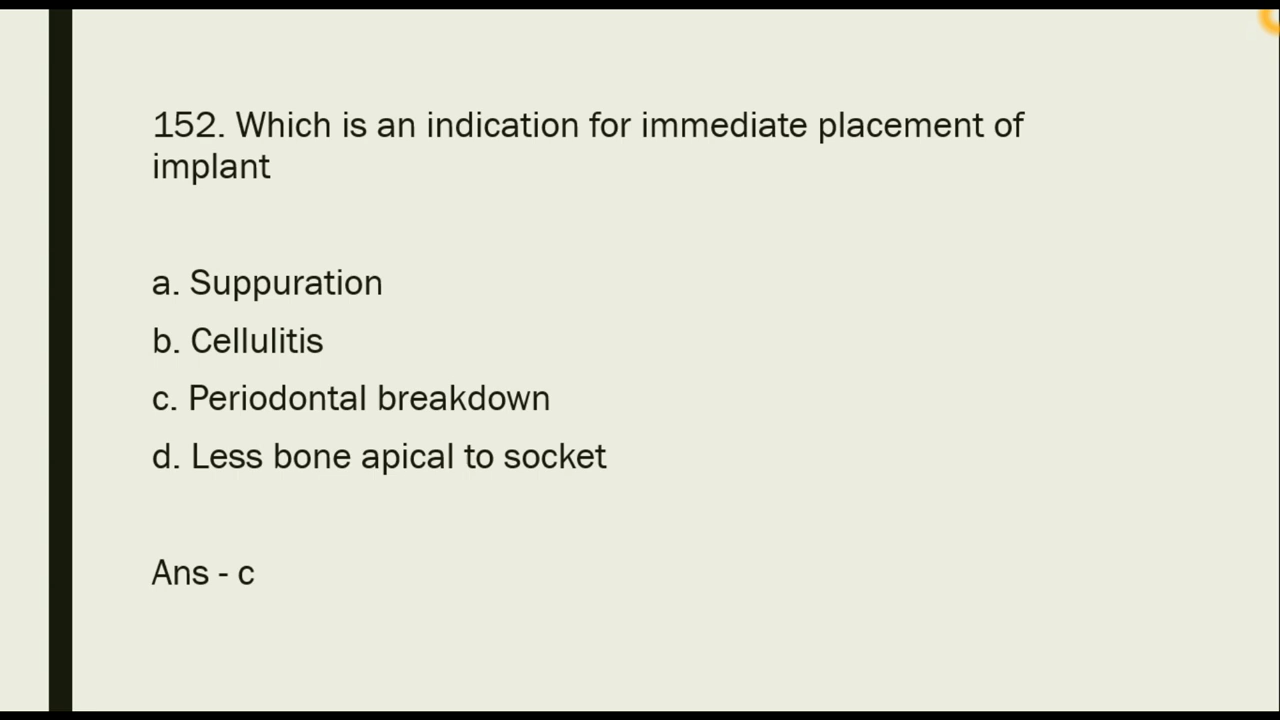 152. Which is an indication for immediate placement of
implant
a. Suppuration
b. Cellulitis
c. Periodontal breakdown
d. Less bone apical to socket
Ans - c